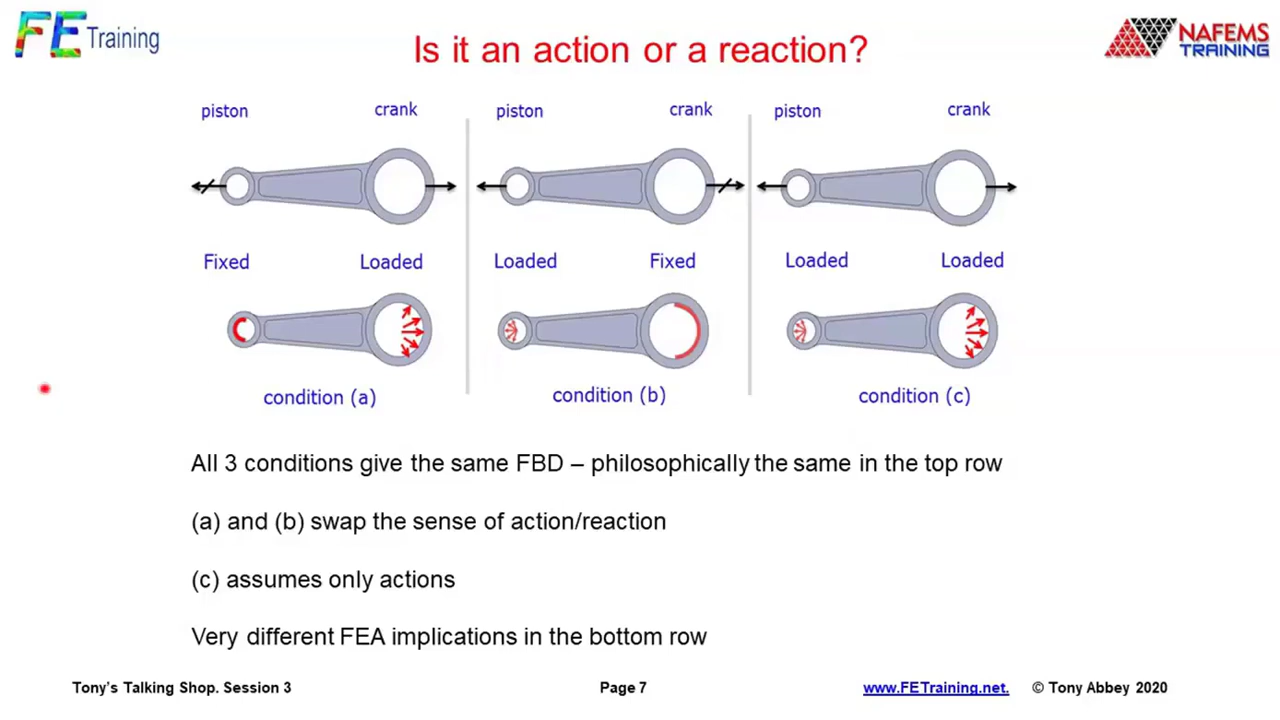 FE Training
Is it an action or a reaction?
NAFEMS
TRAINING
piston
crank
piston
crank
piston
crank
Fixed
Loaded
Loaded
Fixed
Loaded
Loaded
condition (a)
condition (b)
condition (c)
All 3 conditions give the same FBD – philosophically the same in the top row
(a) and (b) swap the sense of action/reaction
(c) assumes only actions
Very different FEA implications in the bottom row
Tony's Talking Shop. Session 3
Page 7
www.FETraining.net.
© Tony Abbey 2020